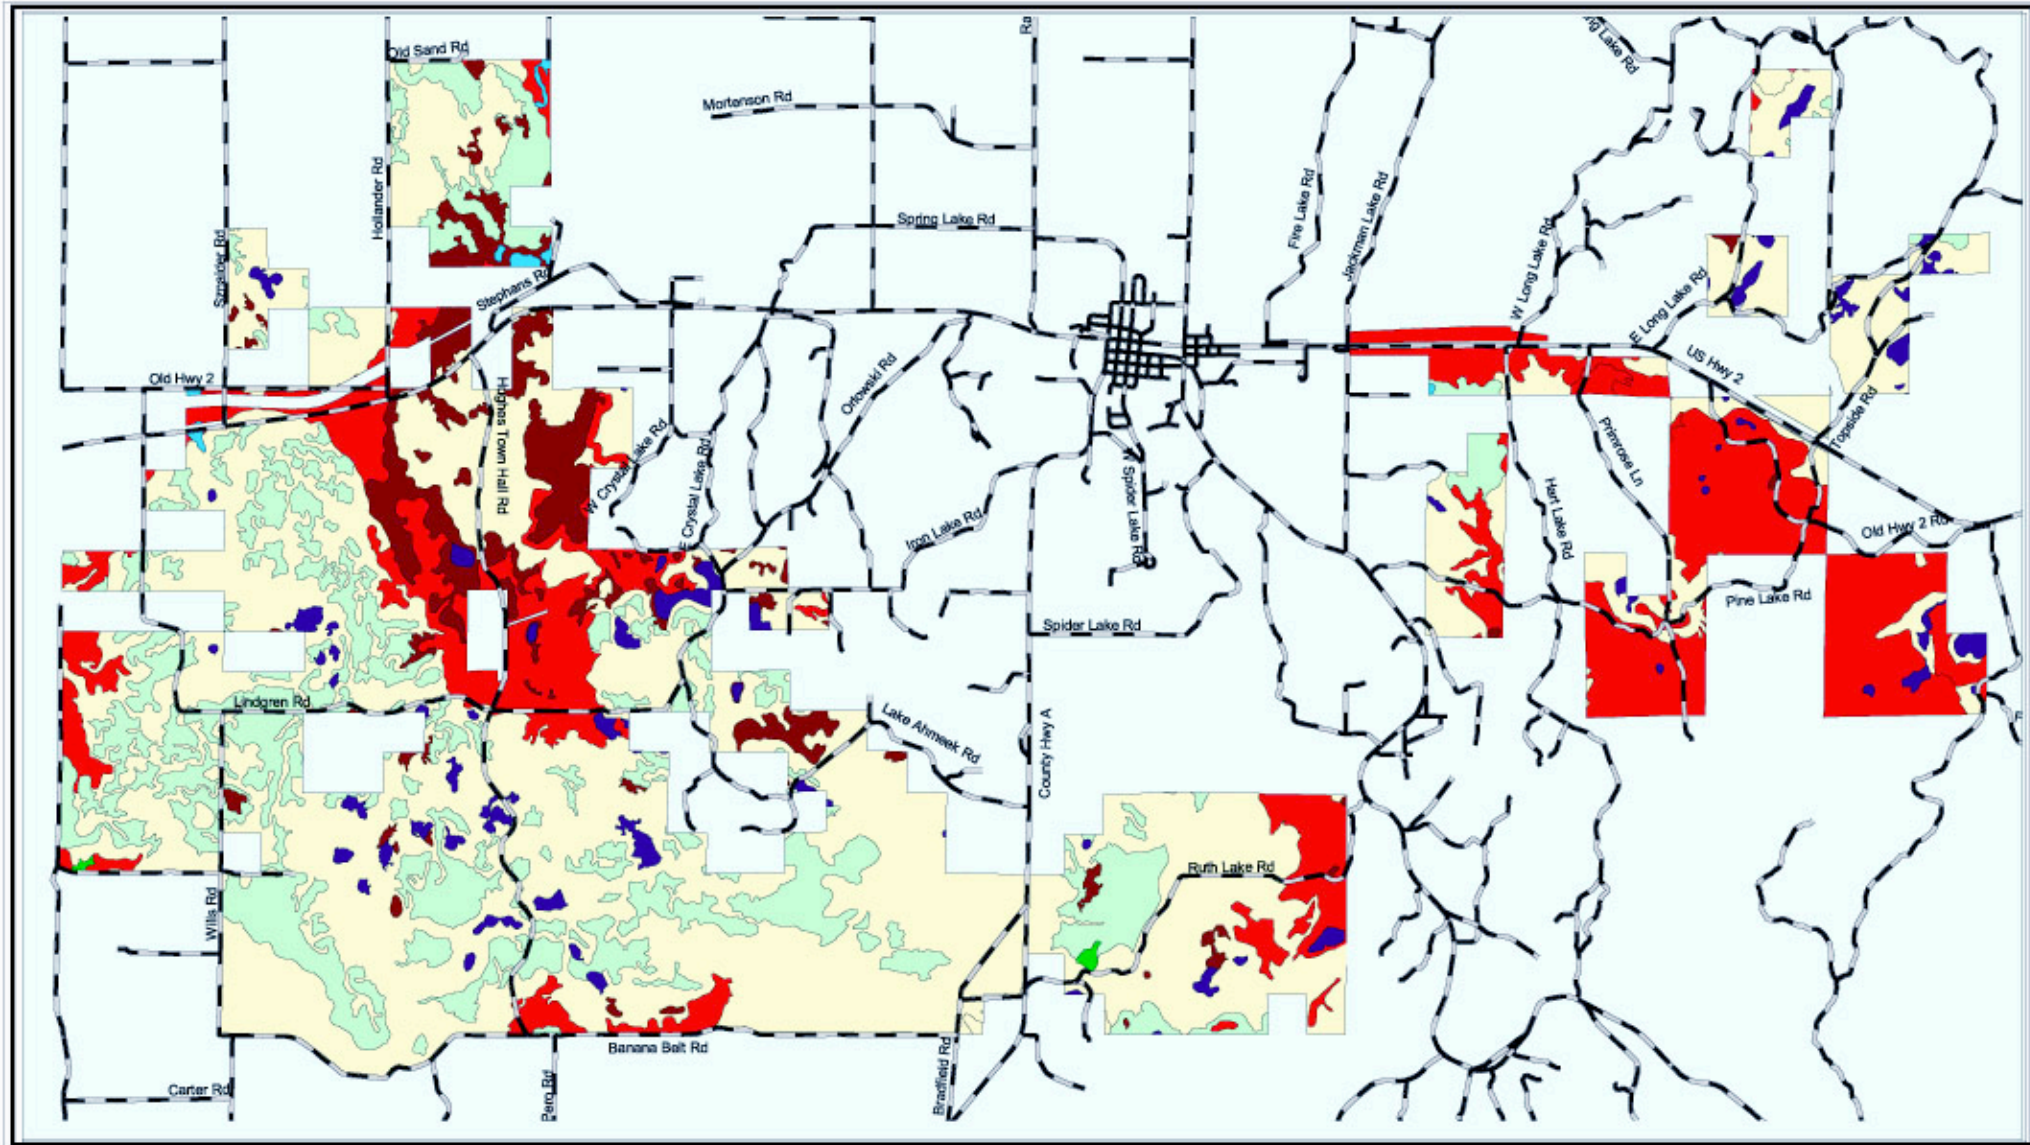 Old Sand Rd
Ra
ng Lake Rd
Mortenson Rd
Hollander Rd
Fire Lake Rd
Jackman Lake Rd
Spring Lake Rd
W Long Lake Rd
Stephans Rd
E Long Lake Rd
US Hwy 2
Old Hwy 2
Hughes Town Hall Rd
Orlowski Rd
Topside Rd
W Crystal Lake Rd
E Crystal Lake Rd
N Spider Lake Rd
Primrose Ln
Hart Lake Rd
Iron Lake Rd
Old Hwy 2 Rd
Pine Lake Rd
Spider Lake Rd
Lindgren Rd
Lake Ahmeek Rd
County Hwy A
Ruth Lake Rd
Willis Rd
Banana Belt Rd
Carter Rd
Pero Rd
Bradfield Rd